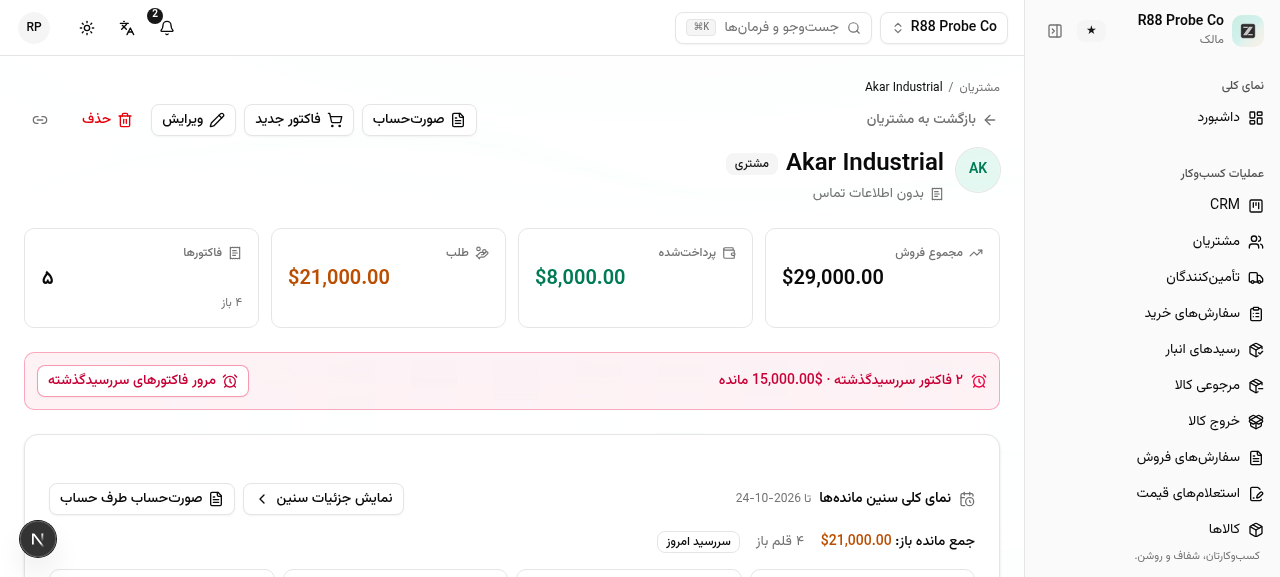 R88 Probe Co
مالک
★
نمای کلی
داشبورد
عملیات کسب‌وکار
CRM
مشتریان
تأمین‌کنندگان
سفارش‌های خرید
رسیدهای انبار
مرجوعی کالا
خروج کالا
سفارش‌های فروش
استعلام‌های قیمت
کالاها
کسب‌وکارتان، شفاف و روشن.
R88 Probe Co
جست‌وجو و فرمان‌ها ⌘K
2
RP
مشتریان / Akar Industrial
بازگشت به مشتریان
صورت‌حساب
فاکتور جدید
ویرایش
حذف
AK
Akar Industrial مشتری
بدون اطلاعات تماس
مجموع فروش
$29,000.00
پرداخت‌شده
$8,000.00
طلب
$21,000.00
فاکتورها
۵
۴ باز
۲ فاکتور سررسیدگذشته · $15,000.00 مانده
مرور فاکتورهای سررسیدگذشته
نمای کلی سنین مانده‌ها تا 2026-10-24
نمایش جزئیات سنین
صورت‌حساب طرف حساب
جمع مانده باز: $21,000.00 ۴ قلم باز سررسید امروز
N